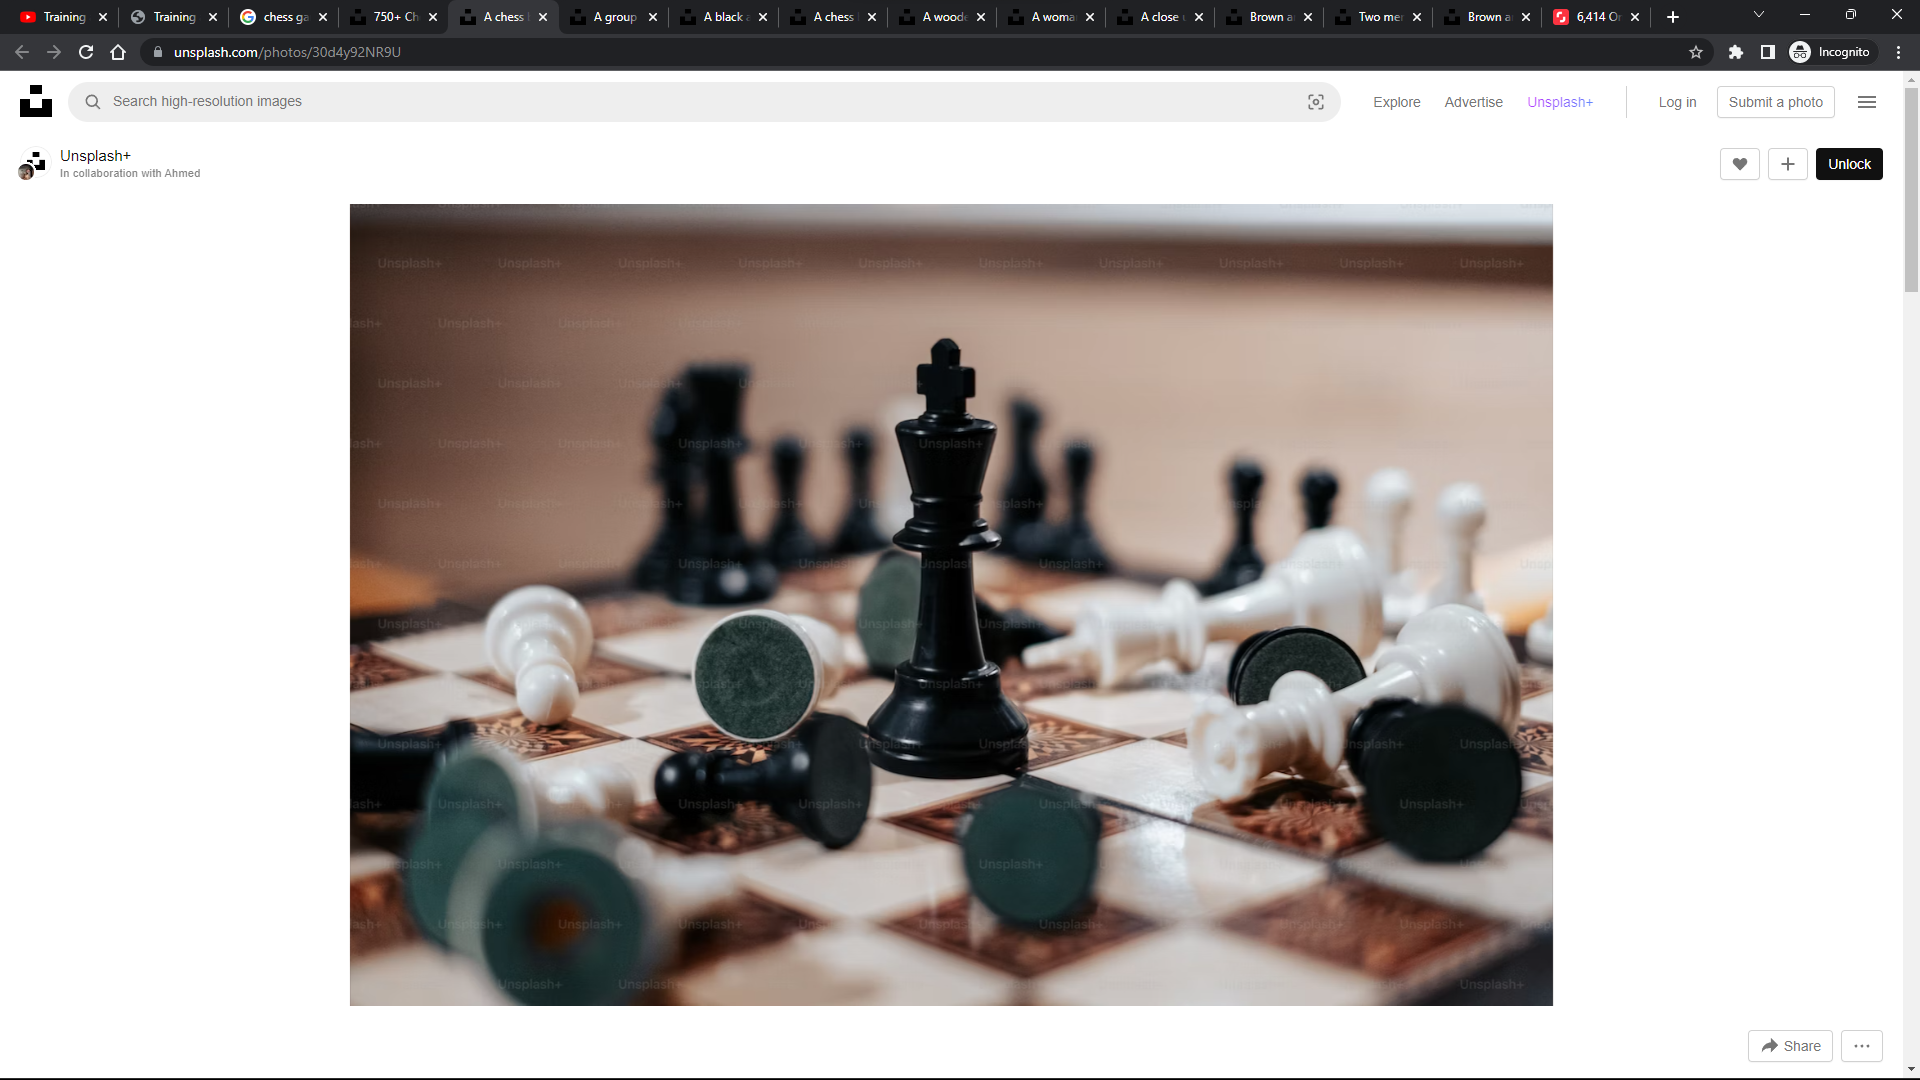 Training
Training
chess ga
750+ Ch
A chess
A group
A black a
A chess
A woode
A woma
A close
Brown a
Two me
Brown a
6,414 Or
unsplash.com/photos/30d4y92NR9U
Incognito
Search high-resolution images
Explore
Advertise
Unsplash+
Log in
Submit a photo
Unsplash+
In collaboration with Ahmed
Unlock
Unsplash+ Unsplash+ Unsplash+ Unsplash+ Unsplash+ Unsplash+ Unsplash+ Unsplash+ Unsplash+ Unsplash+
Share